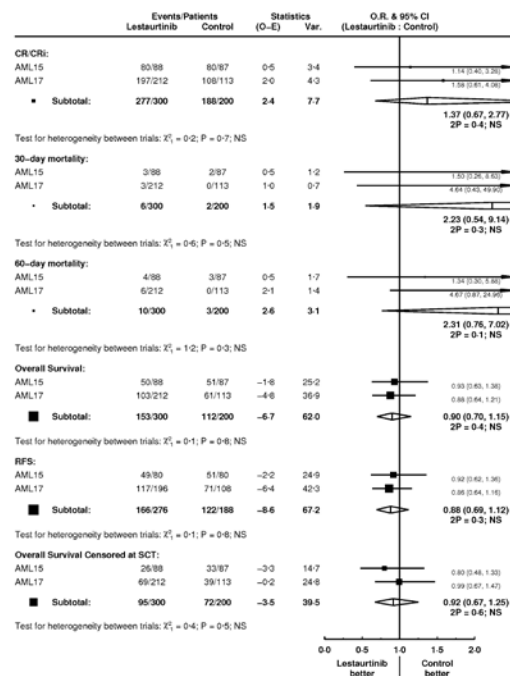 Events/Patients Statistics O.R. & 95% CI
Lestaurtinib Control (O–E) Var. (Lestaurtinib : Control)
CR/CRi:
AML15 80/88 80/87 0·5 3·4 1·14 (0·40, 3·28)
AML17 197/212 108/113 2·0 4·3 1·58 (0·61, 4·06)
Subtotal: 277/300 188/200 2·4 7·7 1.37 (0.67, 2.77)
2P = 0·4; NS
Test for heterogeneity between trials: χ²₁ = 0·2; P = 0·7; NS
30–day mortality:
AML15 3/88 2/87 0·5 1·2 1·50 (0·26, 8·63)
AML17 3/212 0/113 1·0 0·7 4·64 (0·43, 49·90)
Subtotal: 6/300 2/200 1·5 1·9 2.23 (0.54, 9.14)
2P = 0·3; NS
Test for heterogeneity between trials: χ²₁ = 0·6; P = 0·5; NS
60–day mortality:
AML15 4/88 3/87 0·5 1·7 1·34 (0·30, 5·88)
AML17 6/212 0/113 2·1 1·4 4·67 (0·87, 24·96)
Subtotal: 10/300 3/200 2·6 3·1 2.31 (0.76, 7.02)
2P = 0·1; NS
Test for heterogeneity between trials: χ²₁ = 1·2; P = 0·3; NS
Overall Survival:
AML15 50/88 51/87 –1·8 25·2 0·93 (0·63, 1·38)
AML17 103/212 61/113 –4·8 36·9 0·88 (0·64, 1·21)
Subtotal: 153/300 112/200 –6·7 62·0 0.90 (0.70, 1.15)
2P = 0·4; NS
Test for heterogeneity between trials: χ²₁ = 0·1; P = 0·8; NS
RFS:
AML15 49/80 51/80 –2·2 24·9 0·92 (0·62, 1·36)
AML17 117/196 71/108 –6·4 42·3 0·86 (0·64, 1·16)
Subtotal: 166/276 122/188 –8·6 67·2 0.88 (0.69, 1.12)
2P = 0·3; NS
Test for heterogeneity between trials: χ²₁ = 0·1; P = 0·8; NS
Overall Survival Censored at SCT:
AML15 26/88 33/87 –3·3 14·7 0·80 (0·48, 1·33)
AML17 69/212 39/113 –0·2 24·8 0·99 (0·67, 1·47)
Subtotal: 95/300 72/200 –3·5 39·5 0.92 (0.67, 1.25)
2P = 0·6; NS
Test for heterogeneity between trials: χ²₁ = 0·4; P = 0·5; NS
0·0 0·5 1·0 1·5 2·0
Lestaurtinib Control
better better